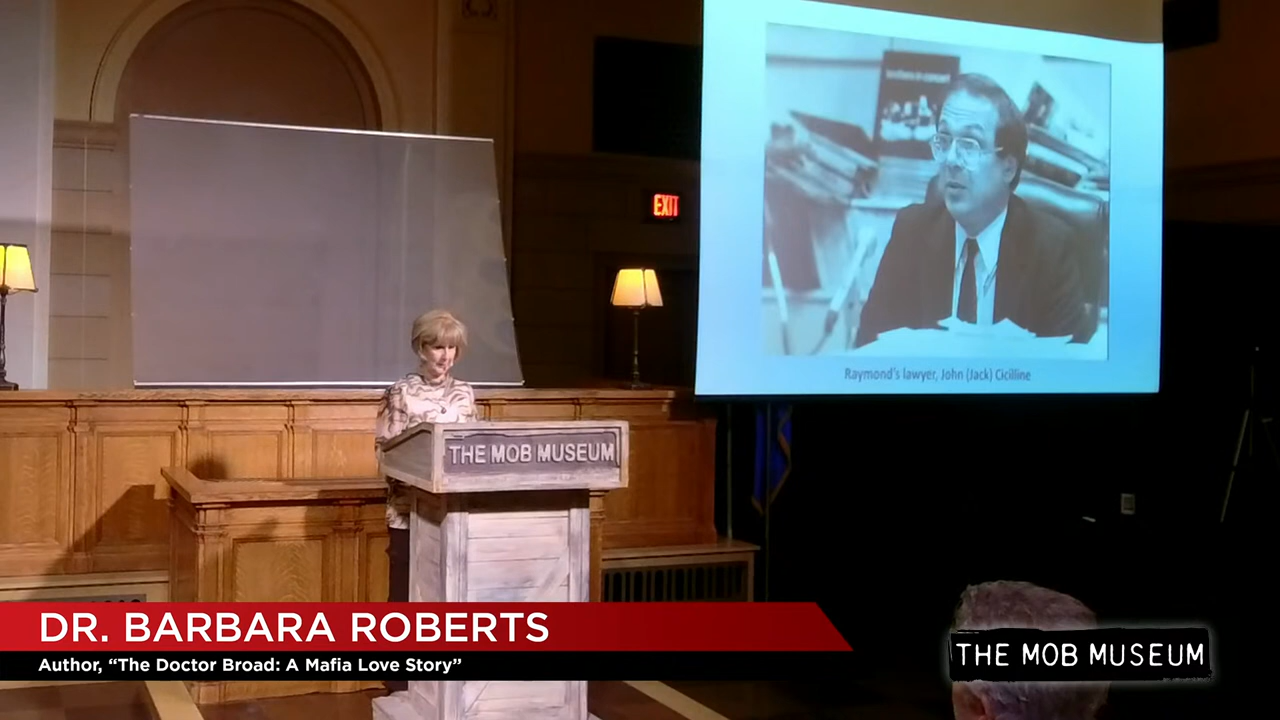 EXIT
Raymond's lawyer, John (Jack) Cicilline
THE MOB MUSEUM
DR. BARBARA ROBERTS
Author, “The Doctor Broad: A Mafia Love Story”
THE MOB MUSEUM